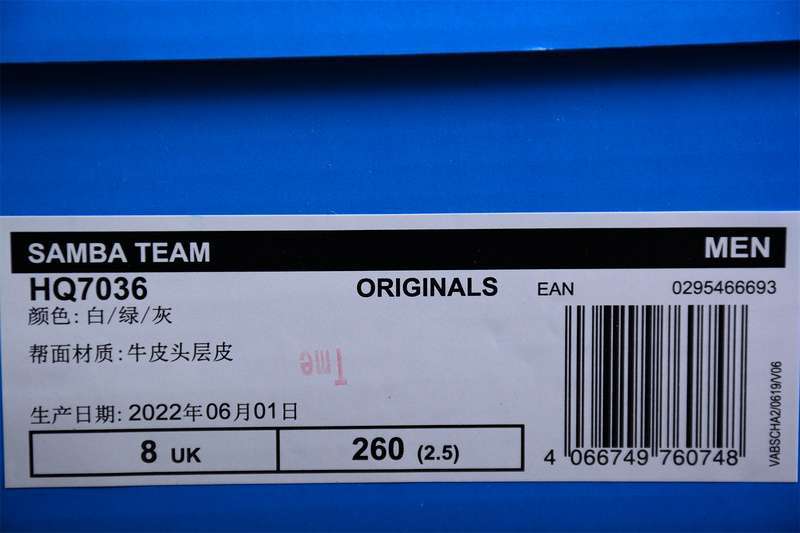 SAMBA TEAM MEN
HQ7036 ORIGINALS EAN 0295466693
颜色: 白/绿/灰
帮面材质: 牛皮头层皮
生产日期: 2022年06月01日
8 UK 260 (2.5)
4 066749 760748
VABSCHA2/0619/V06